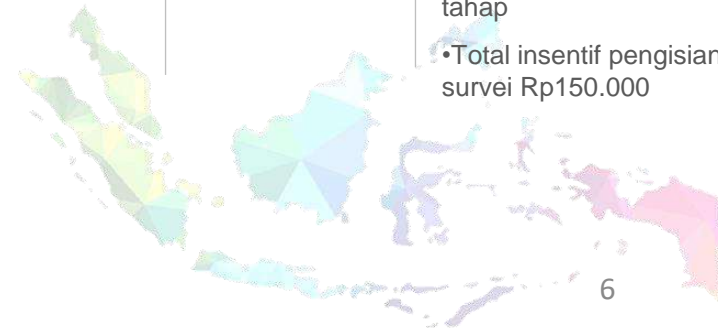 tahap
•Total insentif pengisian
survei Rp150.000
6